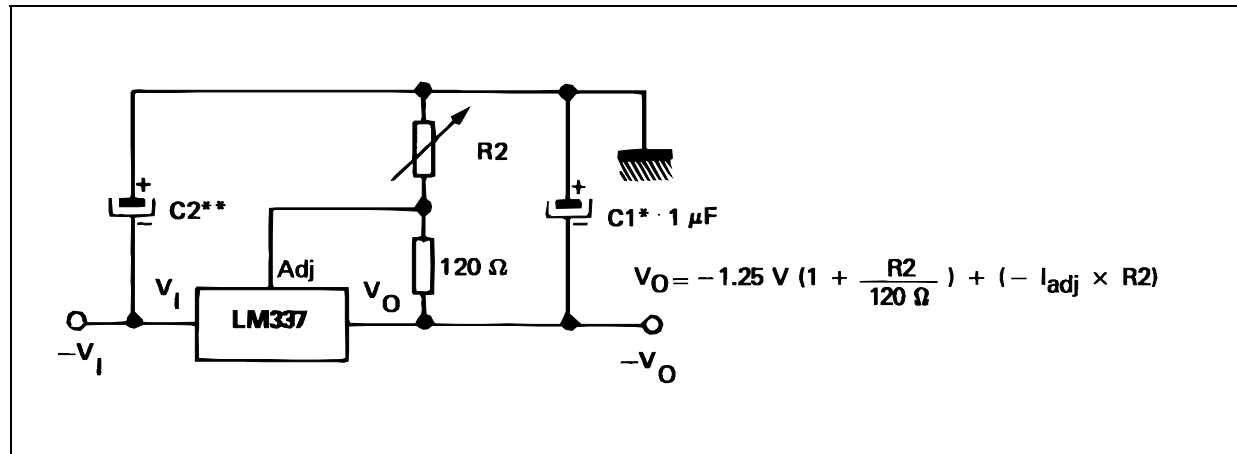 R2
+
C2**
−
+
C1* · 1 μF
−
Adj
120 Ω
V_I
V_O
LM337
−V_I
−V_O
V_O = −1.25 V (1 + R2 / 120 Ω) + (− I_adj × R2)